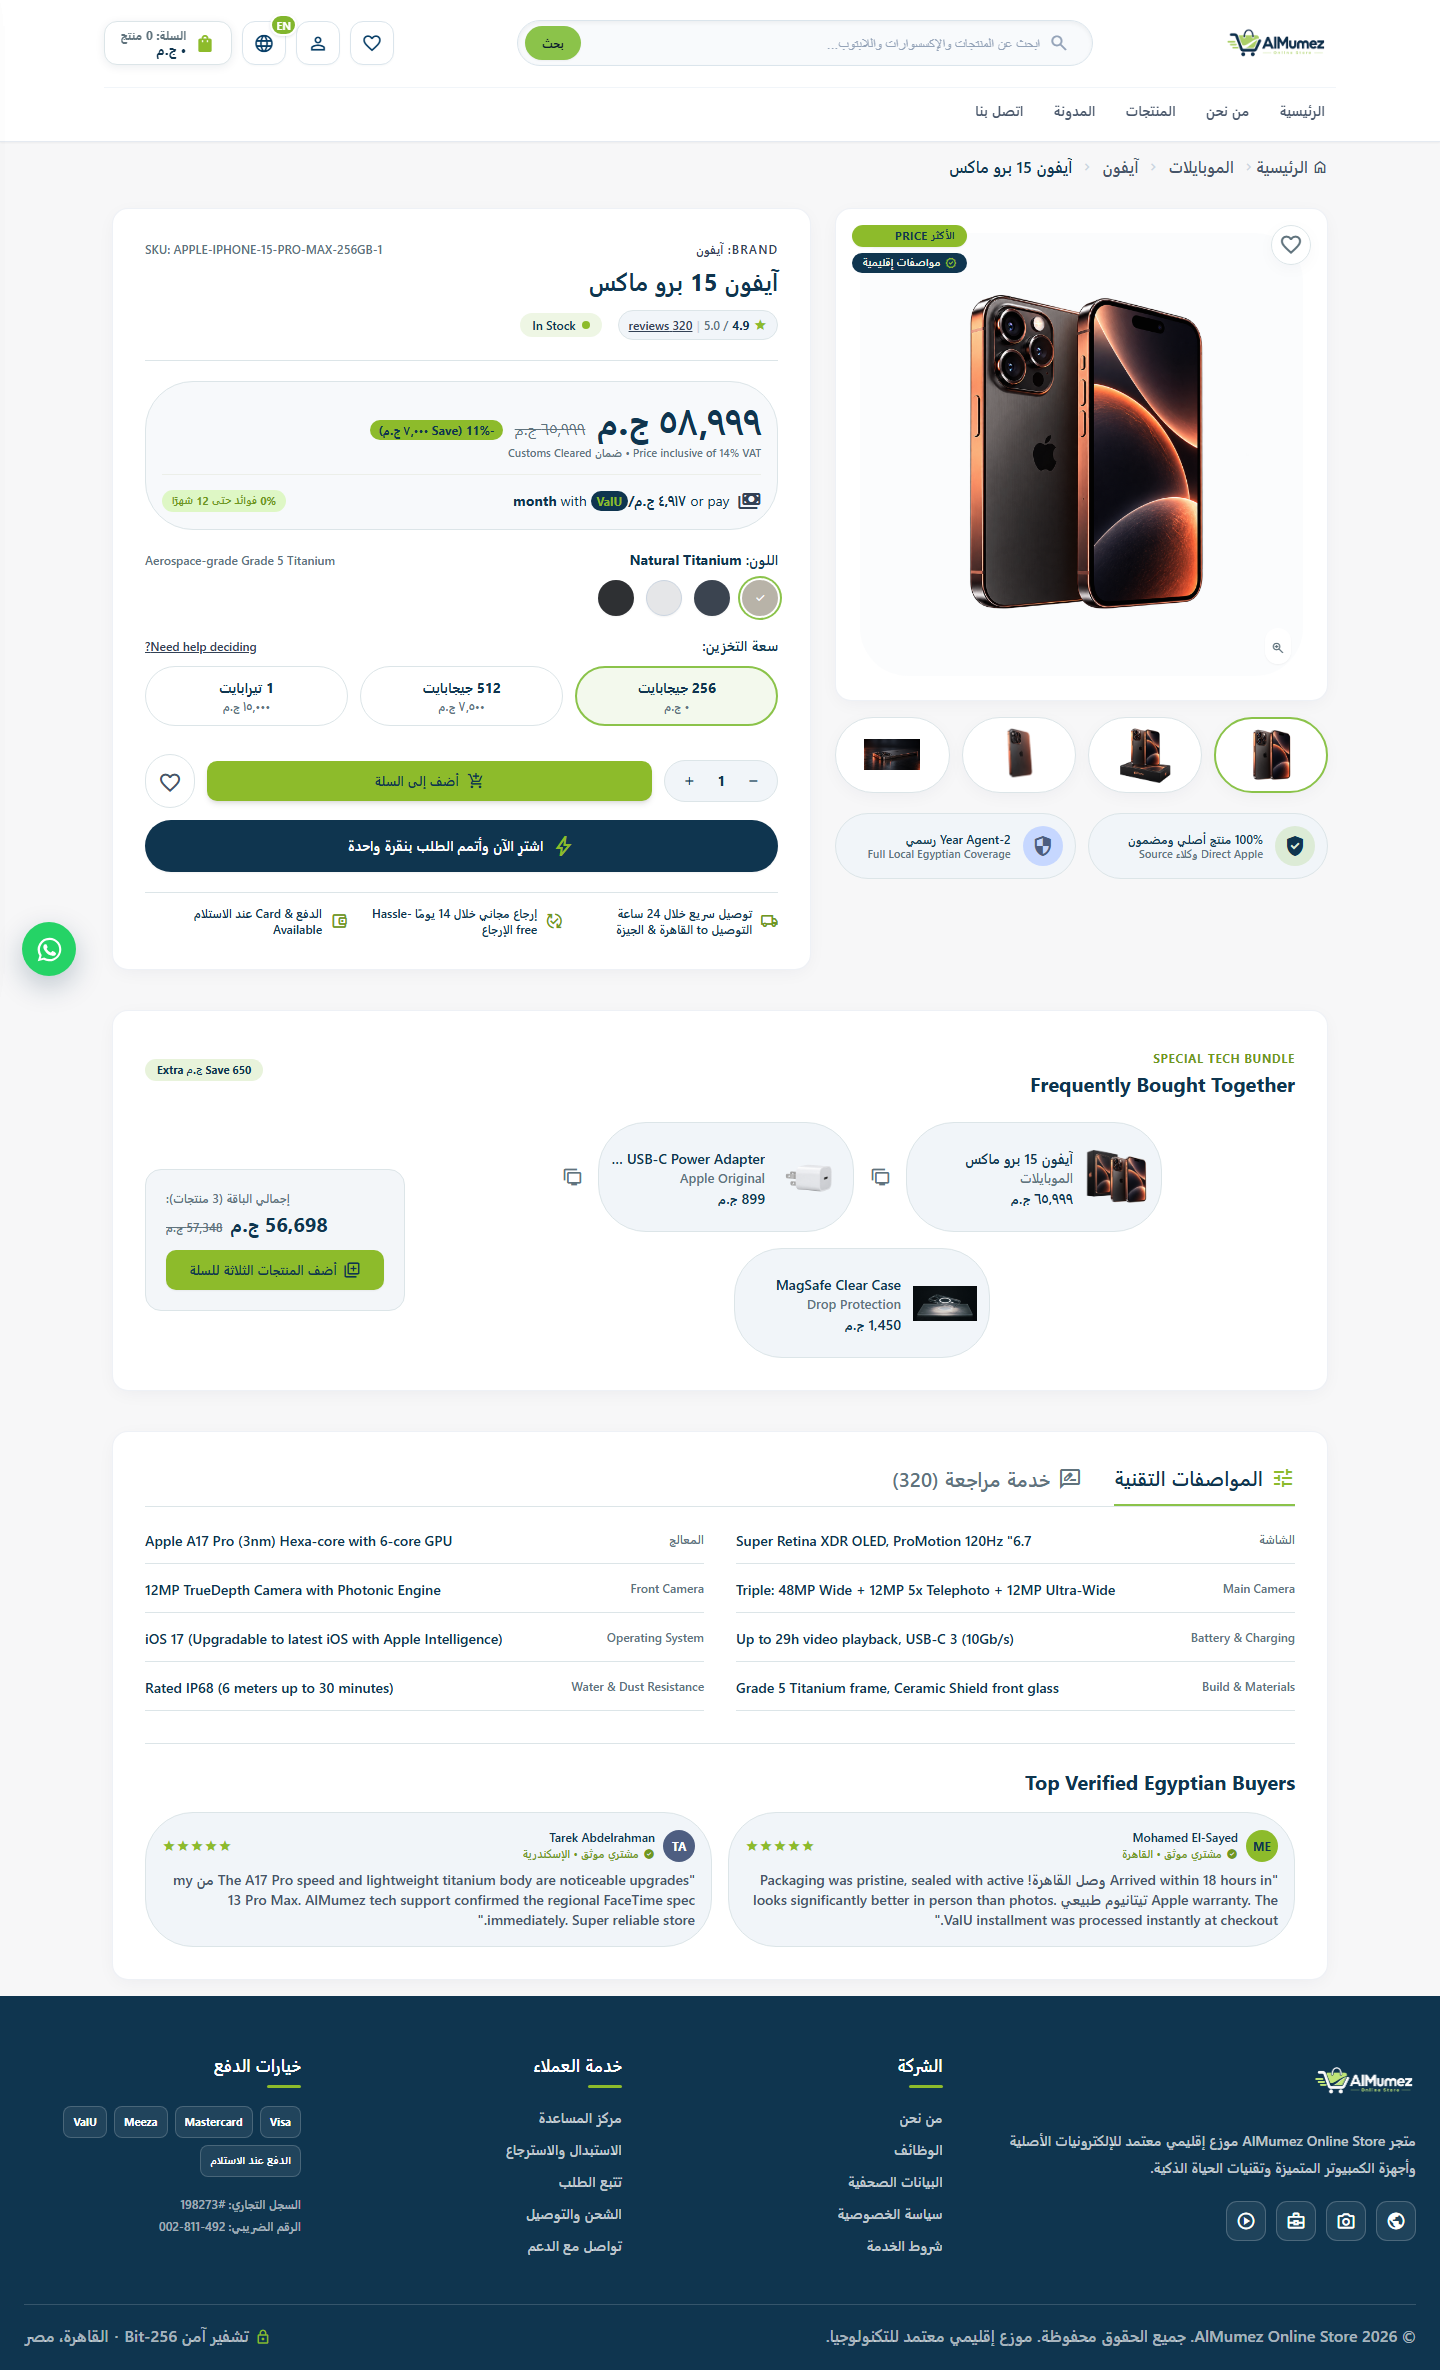 AlMumez
Online Store
ابحث عن المنتجات والإكسسوارات واللابتوب...
بحث
EN
السلة: 0 منتج
٠ ج.م
الرئيسية
من نحن
المنتجات
المدونة
اتصل بنا
الرئيسية
الموبايلات
آيفون
آيفون 15 برو ماكس
الأكثر PRICE
مواصفات إقليمية
100% منتج أصلي ومضمون
Direct Apple وكلاء Source
2-Year Agent رسمي
Full Local Egyptian Coverage
BRAND: آيفون
SKU: APPLE-IPHONE-15-PRO-MAX-256GB-1
آيفون 15 برو ماكس
4.9 / 5.0 | 320 reviews
In Stock
٥٨,٩٩٩ ج.م ٦٥,٩٩٩ ج.م -11% (Save ٧,٠٠٠ ج.م)
Price inclusive of 14% VAT • ضمان Customs Cleared
or pay ٤,٩١٧ ج.م/month with ValU
0% فوائد حتى 12 شهرًا
اللون: Natural Titanium
Aerospace-grade Grade 5 Titanium
سعة التخزين:
Need help deciding?
256 جيجابايت
٠ ج.م
512 جيجابايت
٧,٥٠٠ ج.م
1 تيرابايت
١٥,٠٠٠ ج.م
− 1 +
أضف إلى السلة
اشترِ الآن وأتمم الطلب بنقرة واحدة
توصيل سريع خلال 24 ساعة
التوصيل to القاهرة & الجيزة
إرجاع مجاني خلال 14 يومًا Hassle-
free الإرجاع
الدفع & Card عند الاستلام
Available
SPECIAL TECH BUNDLE
Frequently Bought Together
Save 650 ج.م Extra
آيفون 15 برو ماكس
الموبايلات
٦٥,٩٩٩ ج.م
USB-C Power Adapter ...
Apple Original
899 ج.م
MagSafe Clear Case
Drop Protection
1,450 ج.م
إجمالي الباقة (3 منتجات):
56,698 ج.م 57,348 ج.م
أضف المنتجات الثلاثة للسلة
المواصفات التقنية
خدمة مراجعة (320)
الشاشة
Super Retina XDR OLED, ProMotion 120Hz "6.7
المعالج
Apple A17 Pro (3nm) Hexa-core with 6-core GPU
Main Camera
Triple: 48MP Wide + 12MP 5x Telephoto + 12MP Ultra-Wide
Front Camera
12MP TrueDepth Camera with Photonic Engine
Battery & Charging
Up to 29h video playback, USB-C 3 (10Gb/s)
Operating System
iOS 17 (Upgradable to latest iOS with Apple Intelligence)
Build & Materials
Grade 5 Titanium frame, Ceramic Shield front glass
Water & Dust Resistance
Rated IP68 (6 meters up to 30 minutes)
Top Verified Egyptian Buyers
ME
Mohamed El-Sayed
مشتري موثق • القاهرة
"Arrived within 18 hours in وصل القاهرة! Packaging was pristine, sealed with active
Apple warranty. The تيتانيوم طبيعي looks significantly better in person than photos.
ValU installment was processed instantly at checkout."
TA
Tarek Abdelrahman
مشتري موثق • الإسكندرية
"The A17 Pro speed and lightweight titanium body are noticeable upgrades من my
13 Pro Max. AlMumez tech support confirmed the regional FaceTime spec
immediately. Super reliable store."
AlMumez
Online Store
متجر AlMumez Online Store موزع إقليمي معتمد للإلكترونيات الأصلية
وأجهزة الكمبيوتر المتميزة وتقنيات الحياة الذكية.
الشركة
من نحن
الوظائف
البيانات الصحفية
سياسة الخصوصية
شروط الخدمة
خدمة العملاء
مركز المساعدة
الاستبدال والاسترجاع
تتبع الطلب
الشحن والتوصيل
تواصل مع الدعم
خيارات الدفع
Visa
Mastercard
Meeza
ValU
الدفع عند الاستلام
السجل التجاري: #198273
الرقم الضريبي: 492-811-002
© 2026 AlMumez Online Store. جميع الحقوق محفوظة. موزع إقليمي معتمد للتكنولوجيا.
تشفير آمن 256-Bit · القاهرة، مصر